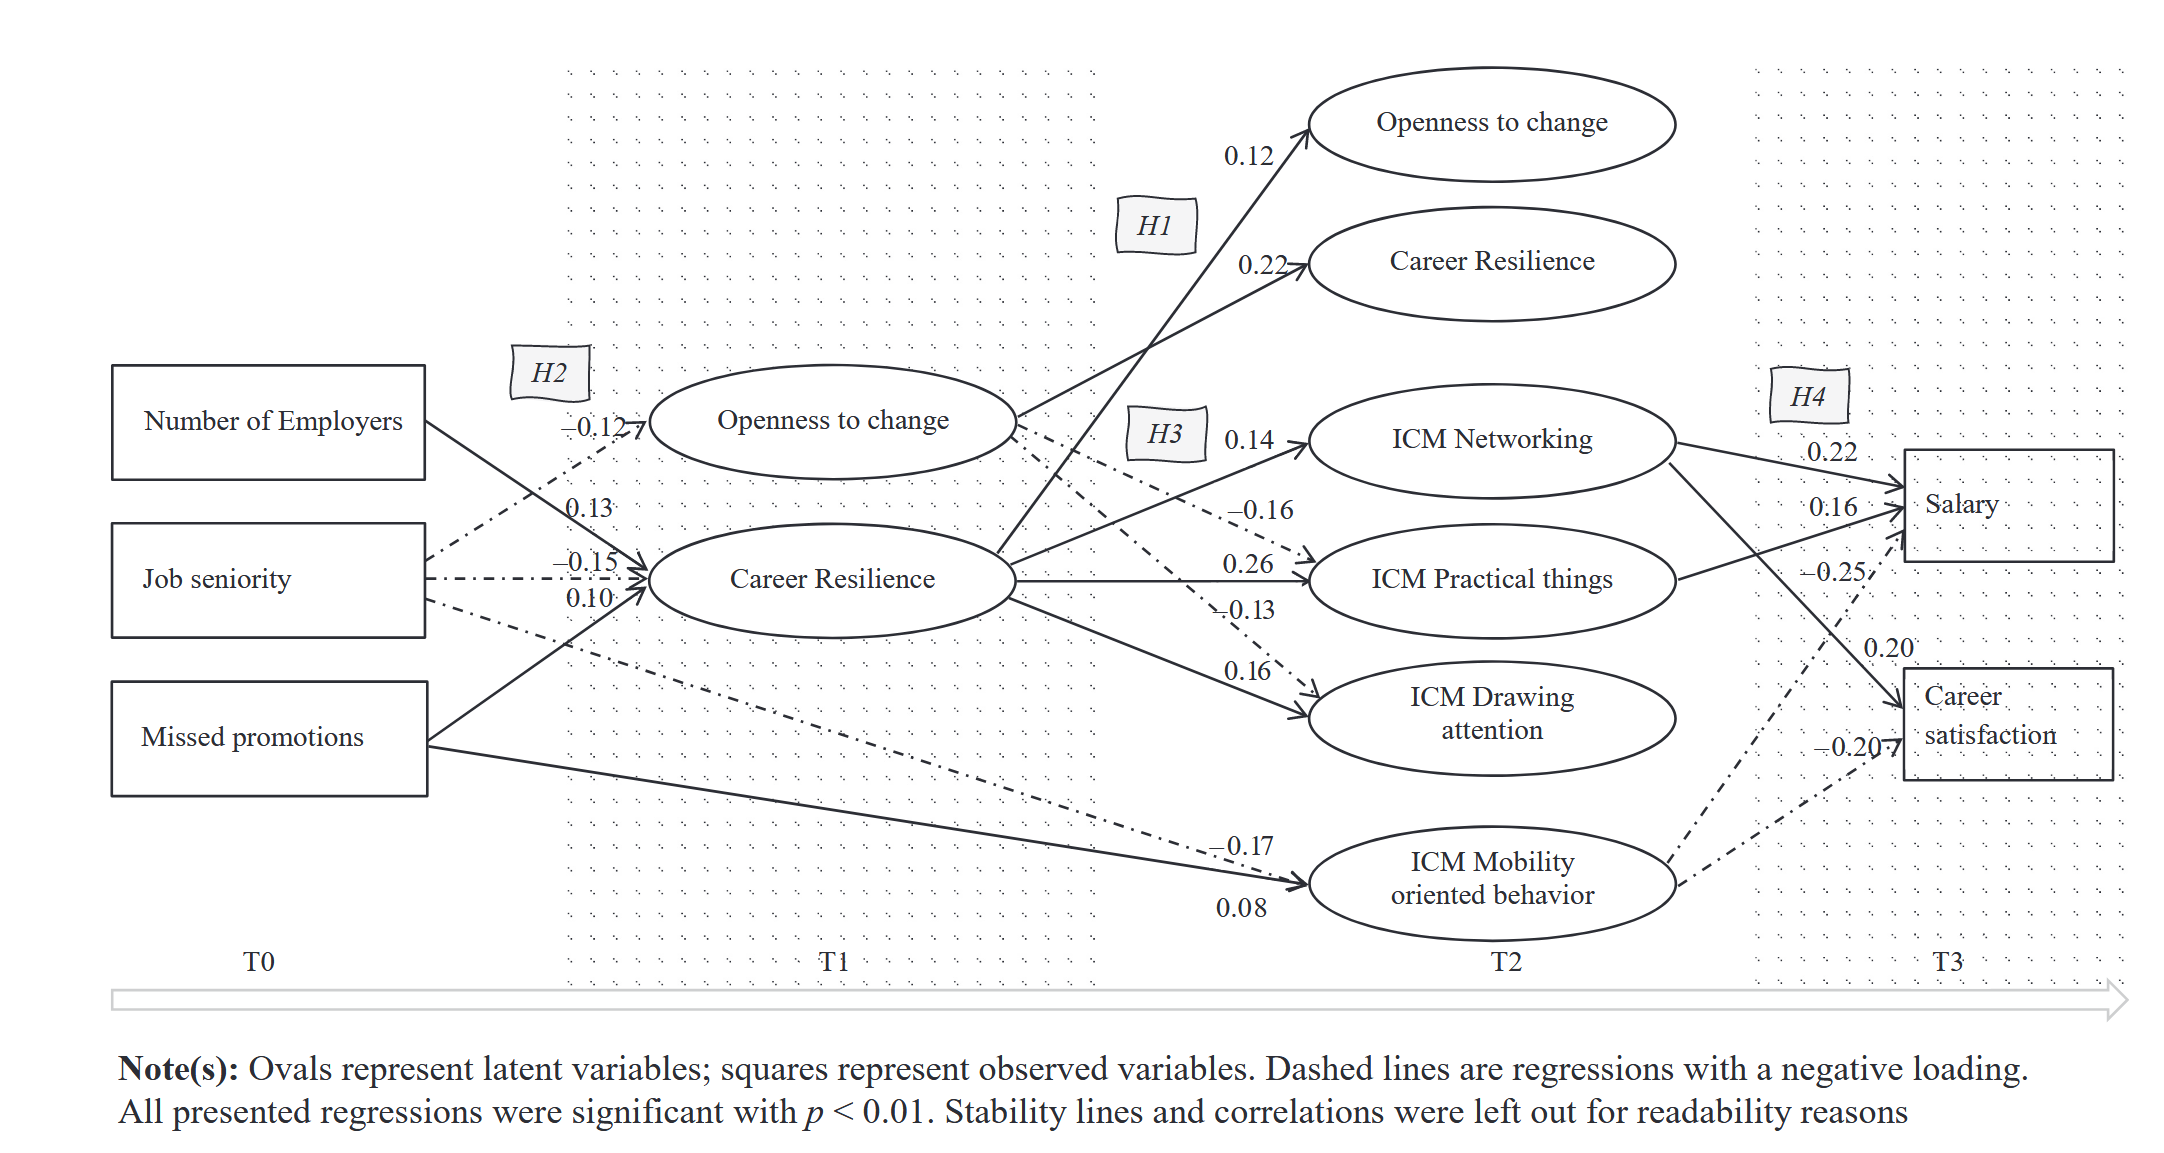 Openness to change
0.12
H1
Career Resilience
0.22
H2
H4
Number of Employers
Openness to change
H3
0.14
ICM Networking
–0.12
0.22
Salary
0.16
0.13
–0.16
–0.15
Job seniority
Career Resilience
0.26
ICM Practical things
–0.25
0.10
–0.13
0.20
0.16
ICM Drawing
attention
Career
satisfaction
Missed promotions
–0.20
–0.17
ICM Mobility
oriented behavior
0.08
T0
T1
T2
T3
Note(s): Ovals represent latent variables; squares represent observed variables. Dashed lines are regressions with a negative loading.
All presented regressions were significant with p < 0.01. Stability lines and correlations were left out for readability reasons